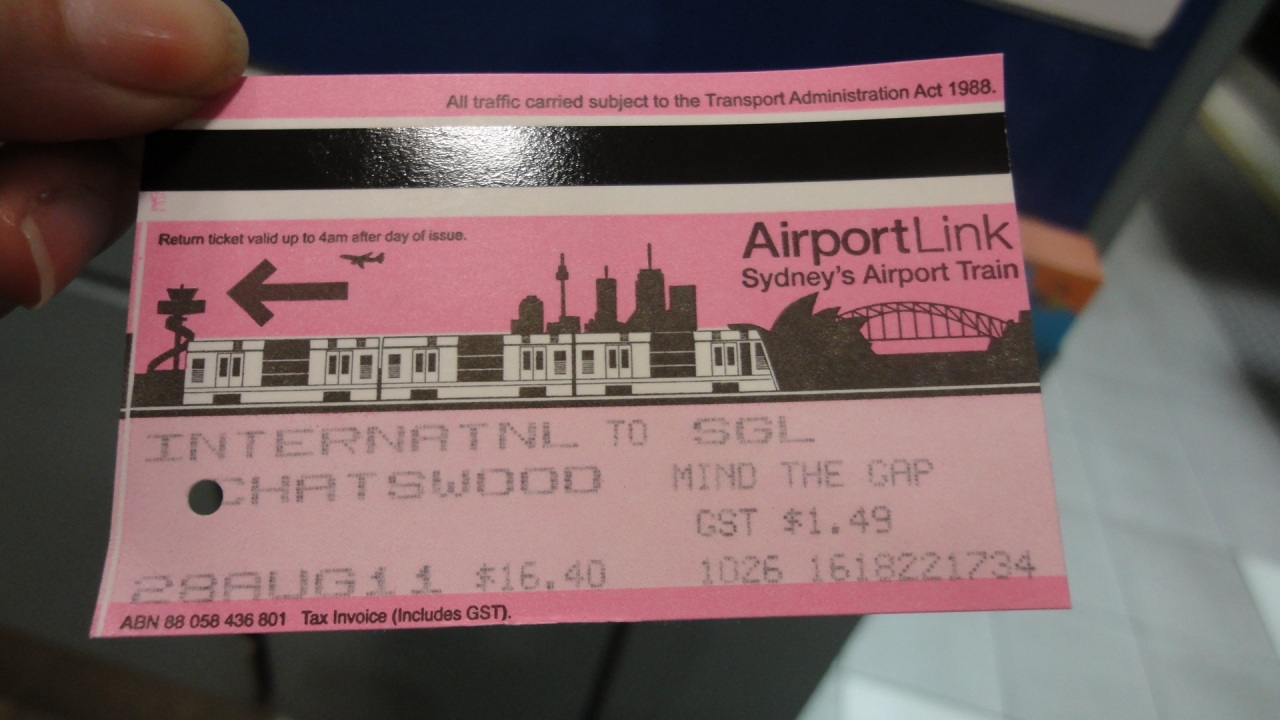 All traffic carried subject to the Transport Administration Act 1988.
Return ticket valid up to 4am after day of issue.
AirportLink
Sydney's Airport Train
INTERNATNL TO SGL
CHATSWOOD MIND THE GAP
GST $1.49
28AUG11 $16.40 1026 1618221734
ABN 88 058 436 801 Tax Invoice (Includes GST).